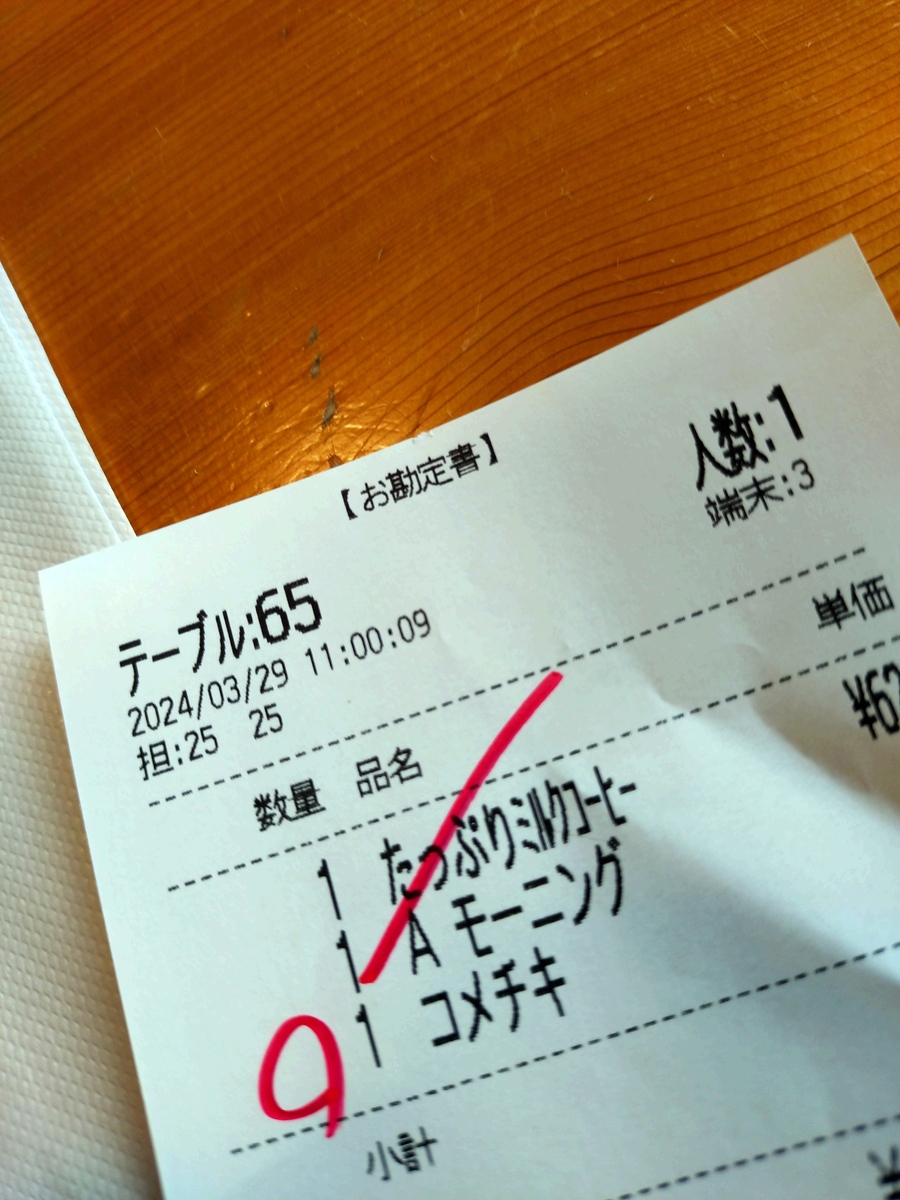 【お勘定書】
人数:1
端末:3
テーブル:65
2024/03/29 11:00:09
担:25 25
数量 品名 単価
1 たっぷりミルクコーヒー ¥62
1 A モーニング
1 コメチキ
小計